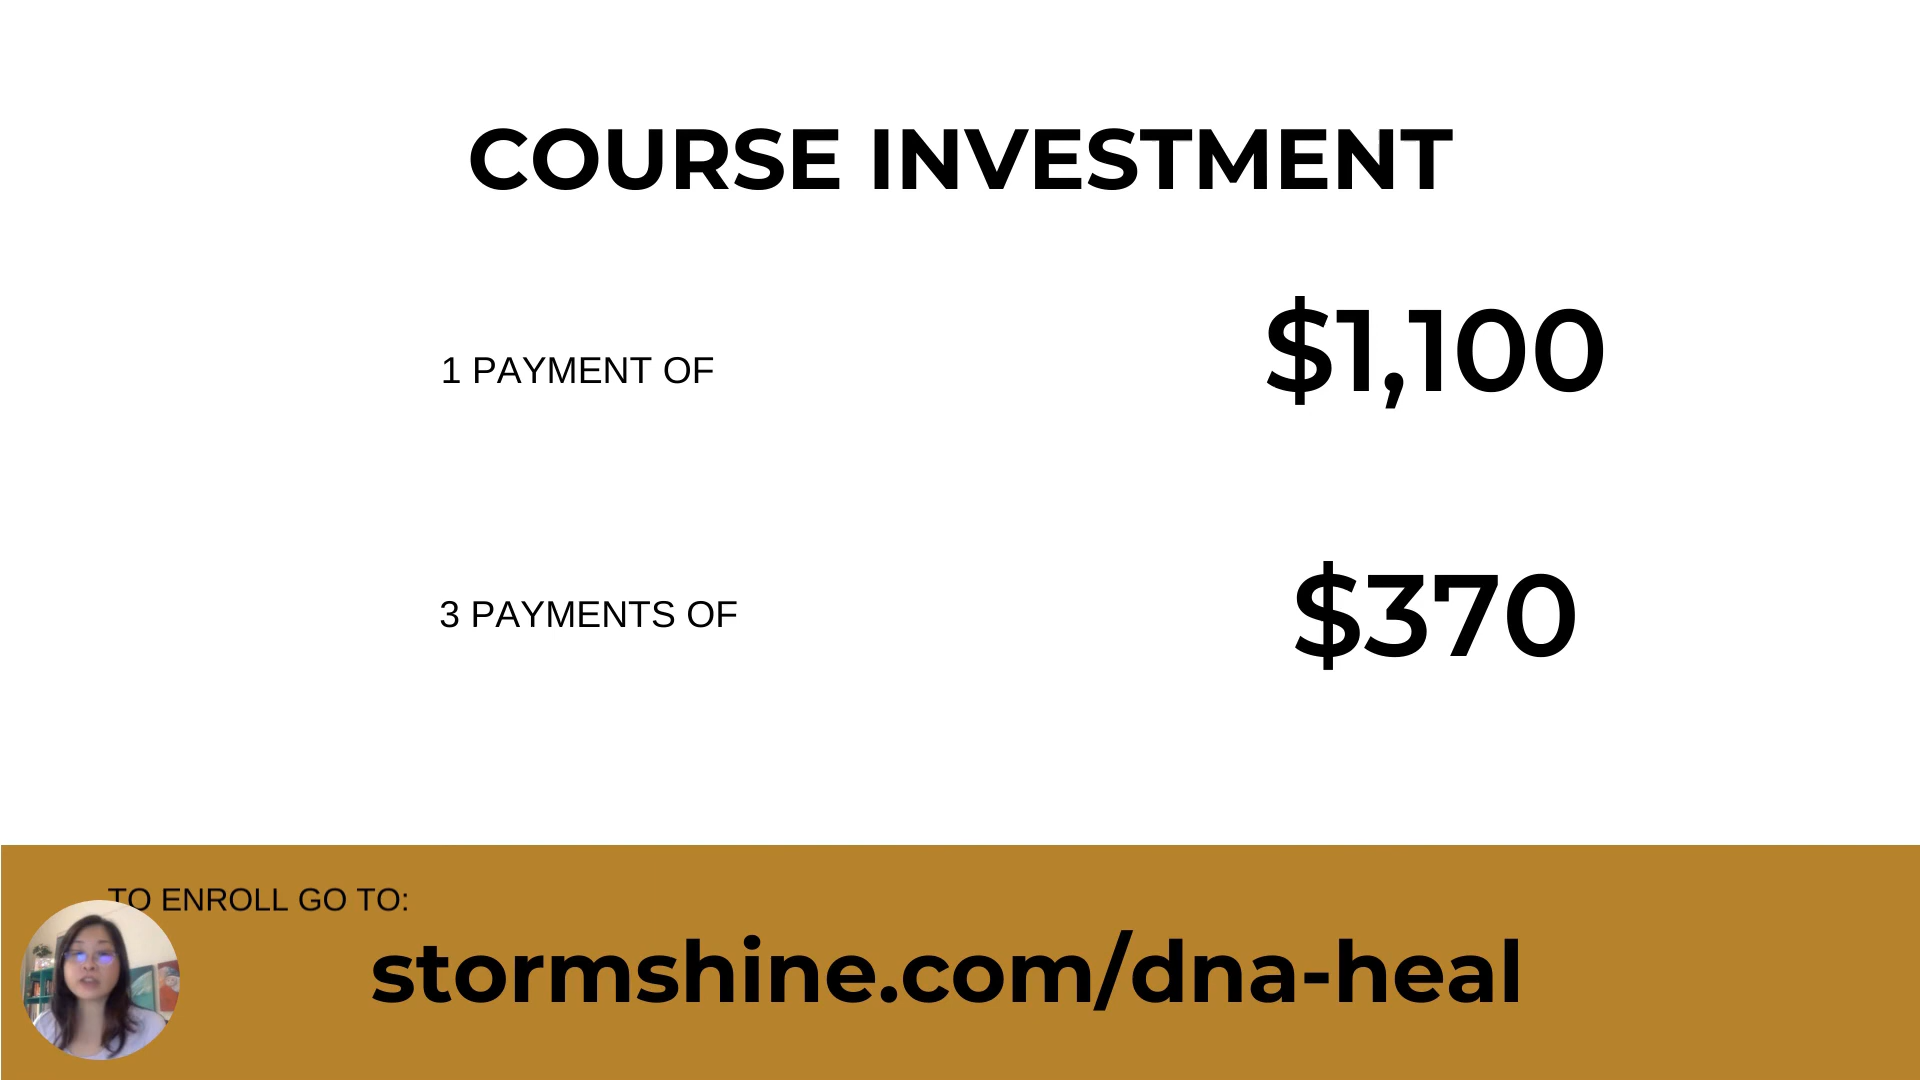 COURSE INVESTMENT
1 PAYMENT OF
$1,100
3 PAYMENTS OF
$370
TO ENROLL GO TO:
stormshine.com/dna-heal